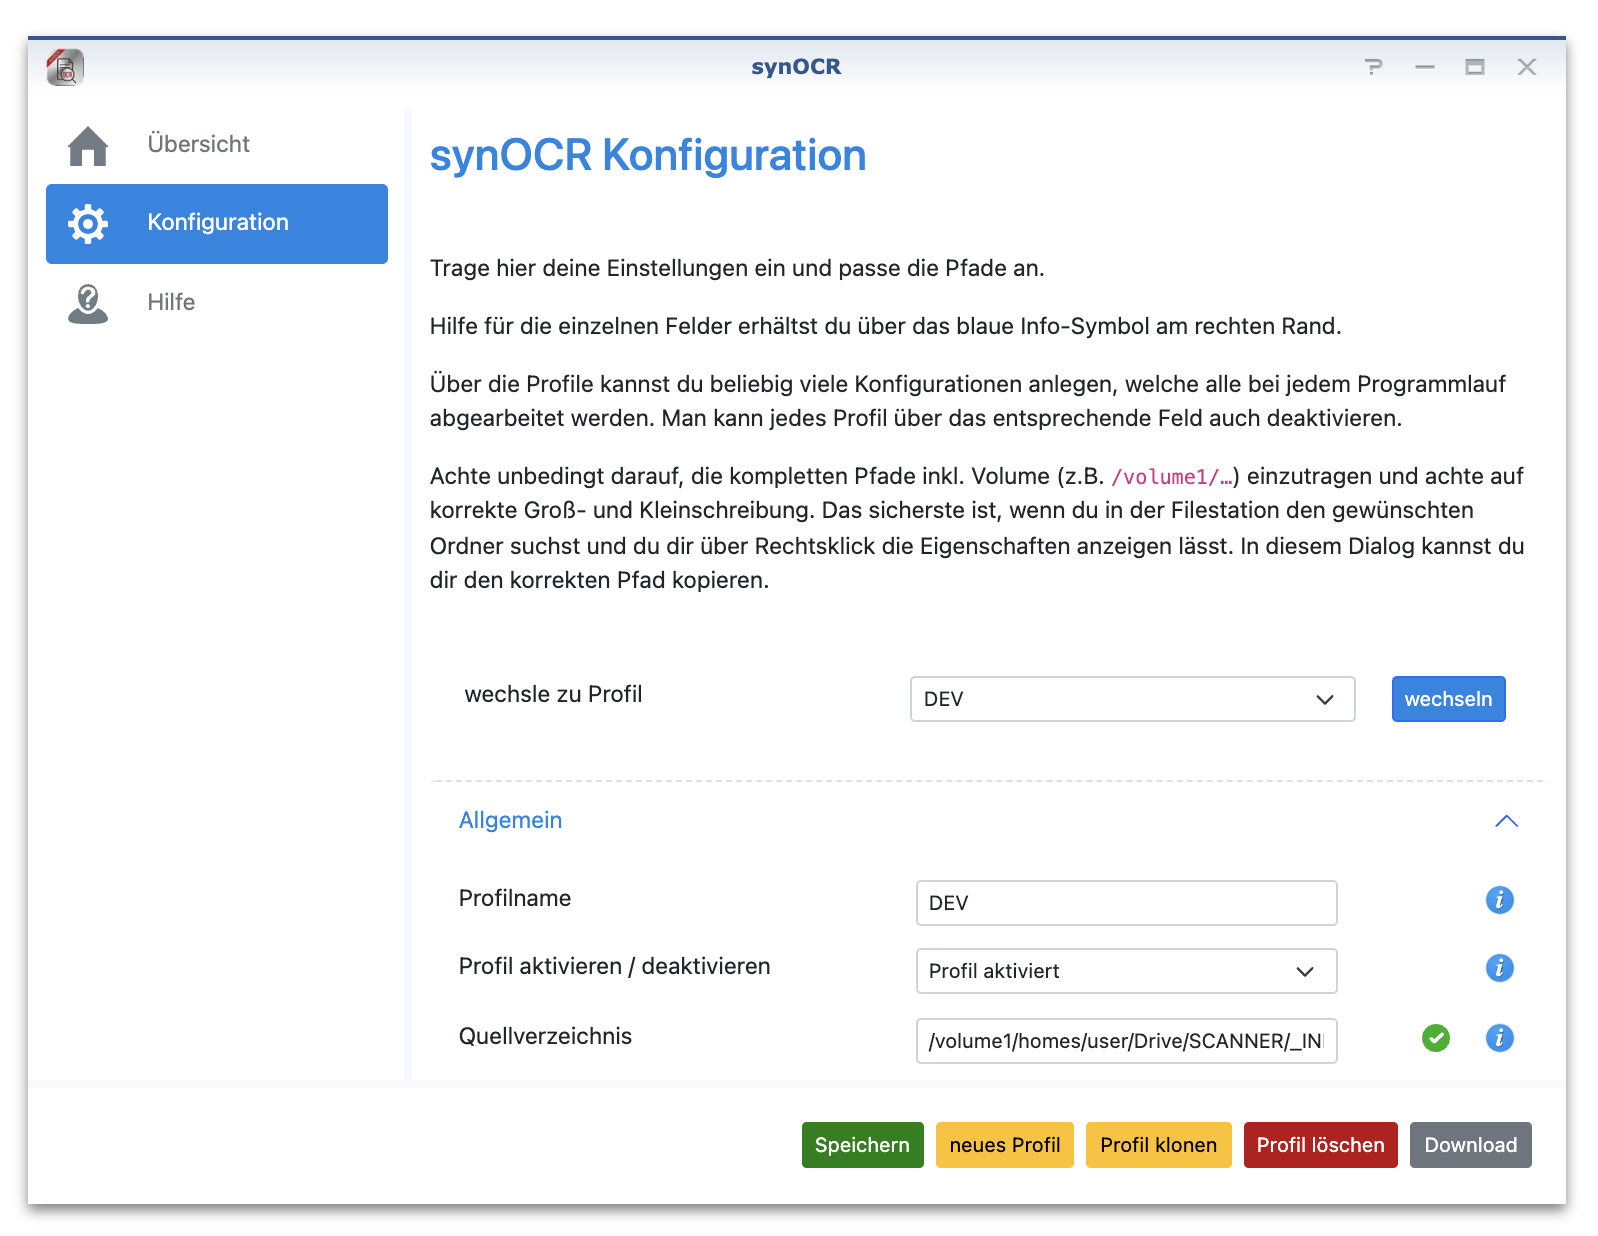 synOCR
Übersicht
Konfiguration
Hilfe
synOCR Konfiguration
Trage hier deine Einstellungen ein und passe die Pfade an.
Hilfe für die einzelnen Felder erhältst du über das blaue Info-Symbol am rechten Rand.
Über die Profile kannst du beliebig viele Konfigurationen anlegen, welche alle bei jedem Programmlauf
abgearbeitet werden. Man kann jedes Profil über das entsprechende Feld auch deaktivieren.
Achte unbedingt darauf, die kompletten Pfade inkl. Volume (z.B. /volume1/…) einzutragen und achte auf
korrekte Groß- und Kleinschreibung. Das sicherste ist, wenn du in der Filestation den gewünschten
Ordner suchst und du dir über Rechtsklick die Eigenschaften anzeigen lässt. In diesem Dialog kannst du
dir den korrekten Pfad kopieren.
wechsle zu Profil DEV wechseln
Allgemein
Profilname DEV
Profil aktivieren / deaktivieren Profil aktiviert
Quellverzeichnis /volume1/homes/user/Drive/SCANNER/_IN
Speichern neues Profil Profil klonen Profil löschen Download